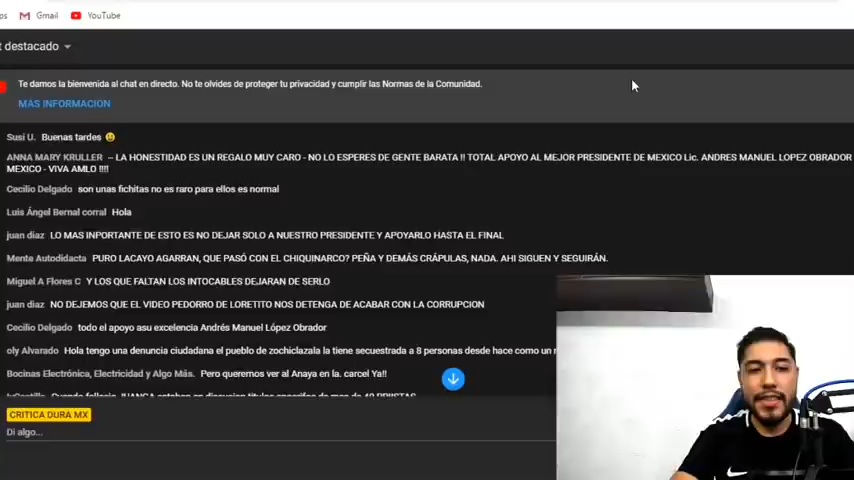 ps Gmail YouTube
t destacado
Te damos la bienvenida al chat en directo. No te olvides de proteger tu privacidad y cumplir las Normas de la Comunidad.
MÁS INFORMACIÓN
Susi U. Buenas tardes
ANNA MARY KRULLER -- LA HONESTIDAD ES UN REGALO MUY CARO - NO LO ESPERES DE GENTE BARATA !! TOTAL APOYO AL MEJOR PRESIDENTE DE MEXICO Lic. ANDRES MANUEL LOPEZ OBRADOR
MEXICO - VIVA AMLO !!!!
Cecilio Delgado son unas fichitas no es raro para ellos es normal
Luis Ángel Bernal corral Hola
juan diaz LO MAS INPORTANTE DE ESTO ES NO DEJAR SOLO A NUESTRO PRESIDENTE Y APOYARLO HASTA EL FINAL
Mente Autodidacta PURO LACAYO AGARRAN, QUE PASÓ CON EL CHIQUINARCO? PEÑA Y DEMÁS CRÁPULAS, NADA. AHI SIGUEN Y SEGUIRÁN.
Miguel A Flores C Y LOS QUE FALTAN LOS INTOCABLES DEJARAN DE SERLO
juan diaz NO DEJEMOS QUE EL VIDEO PEDORRO DE LORETITO NOS DETENGA DE ACABAR CON LA CORRUPCION
Cecilio Delgado todo el apoyo asu excelencia Andrés Manuel López Obrador
oly Alvarado Hola tengo una denuncia ciudadana el pueblo de zochiclazala la tiene secuestrada a 8 personas desde hace como un
Bocinas Electrónica, Electricidad y Algo Más. Pero queremos ver al Anaya en la. carcel Ya!!
CRITICA DURA MX
Di algo...